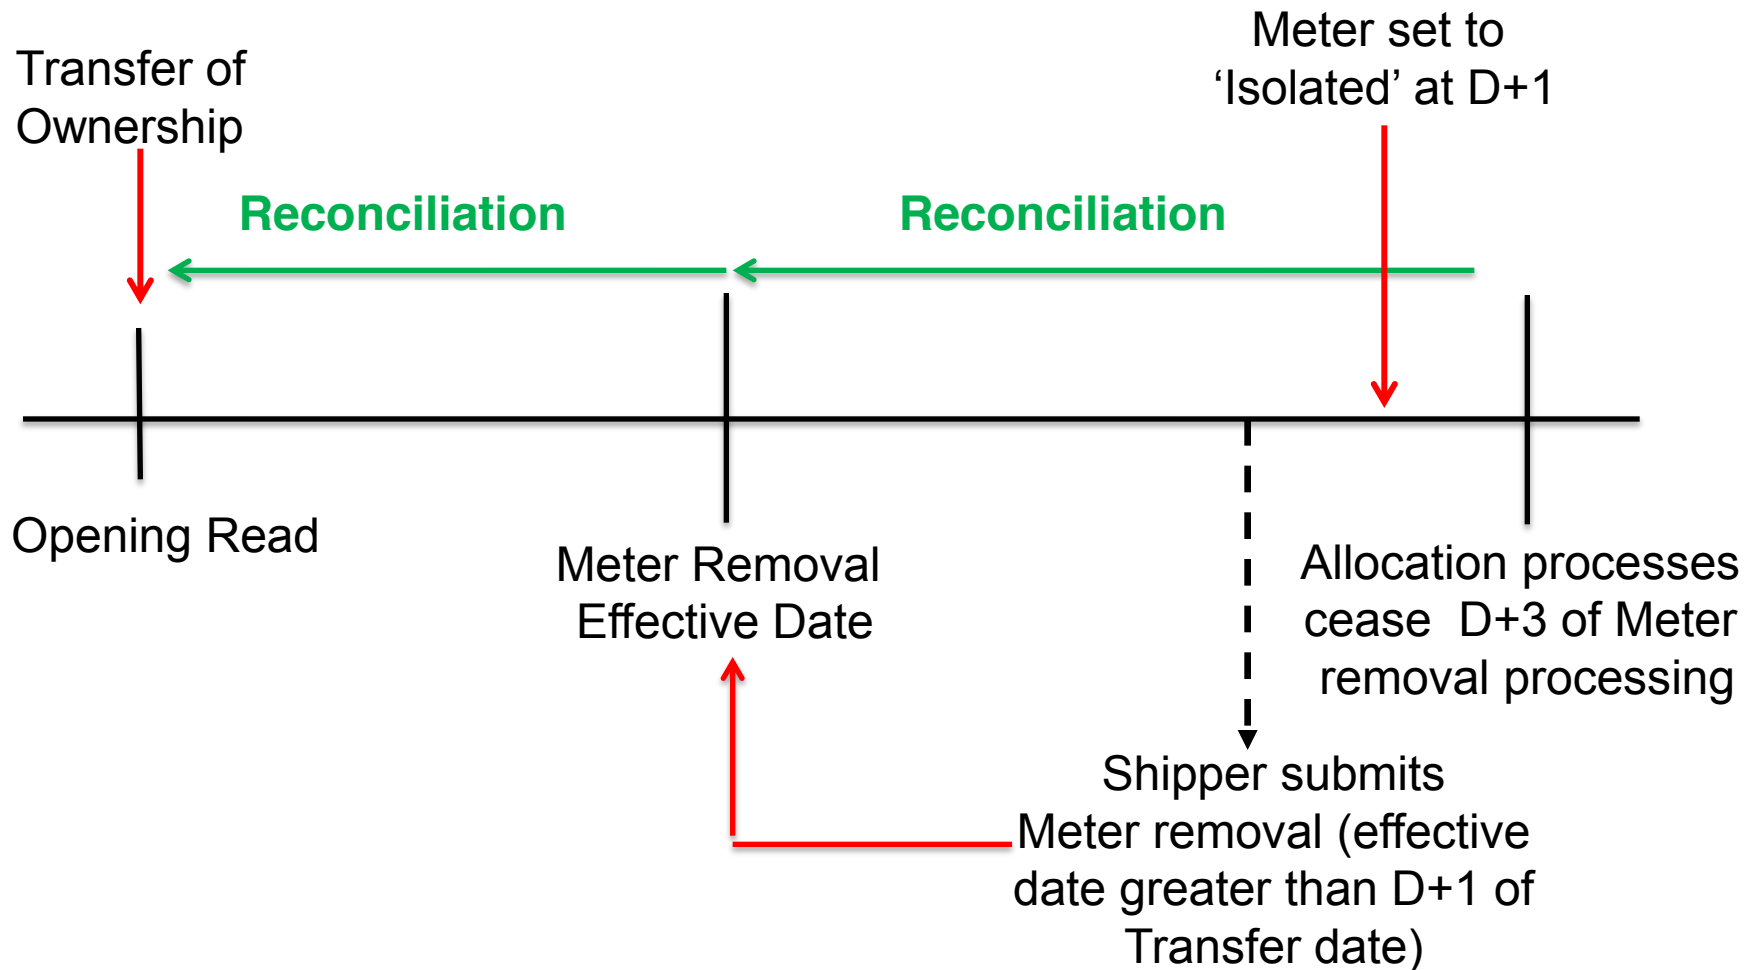 Transfer of
Ownership
Meter set to
‘Isolated’ at D+1
Reconciliation
Reconciliation
Opening Read
Meter Removal
Effective Date
Allocation processes
cease D+3 of Meter
removal processing
Shipper submits
Meter removal (effective
date greater than D+1 of
Transfer date)